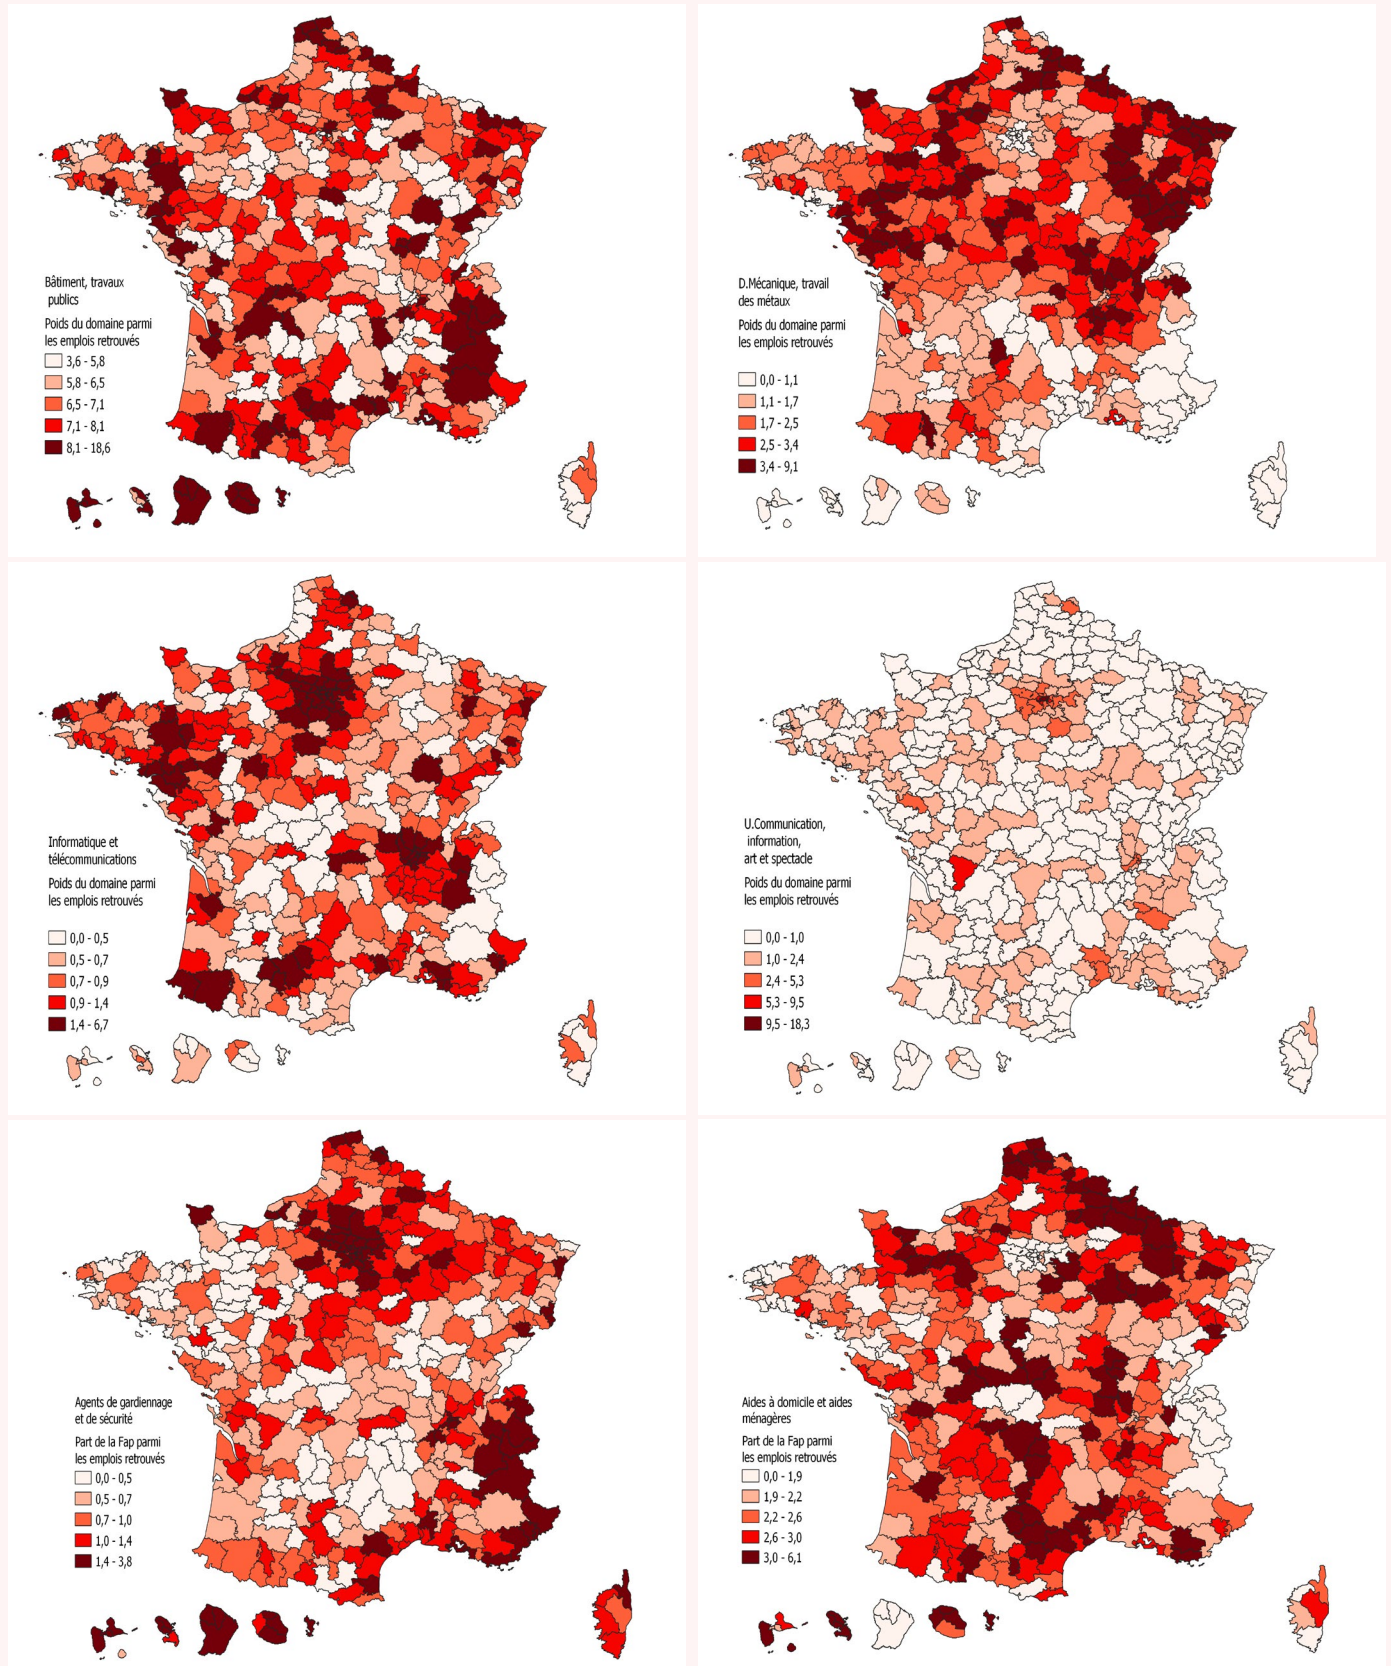 Bâtiment, travaux
publics
Poids du domaine parmi
les emplois retrouvés
3,6 - 5,8
5,8 - 6,5
6,5 - 7,1
7,1 - 8,1
8,1 - 18,6
D.Mécanique, travail
des métaux
Poids du domaine parmi
les emplois retrouvés
0,0 - 1,1
1,1 - 1,7
1,7 - 2,5
2,5 - 3,4
3,4 - 9,1
Informatique et
télécommunications
Poids du domaine parmi
les emplois retrouvés
0,0 - 0,5
0,5 - 0,7
0,7 - 0,9
0,9 - 1,4
1,4 - 6,7
U.Communication,
information,
art et spectacle
Poids du domaine parmi
les emplois retrouvés
0,0 - 1,0
1,0 - 2,4
2,4 - 5,3
5,3 - 9,5
9,5 - 18,3
Agents de gardiennage
et de sécurité
Part de la Fap parmi
les emplois retrouvés
0,0 - 0,5
0,5 - 0,7
0,7 - 1,0
1,0 - 1,4
1,4 - 3,8
Aides à domicile et aides
ménagères
Part de la Fap parmi
les emplois retrouvés
0,0 - 1,9
1,9 - 2,2
2,2 - 2,6
2,6 - 3,0
3,0 - 6,1